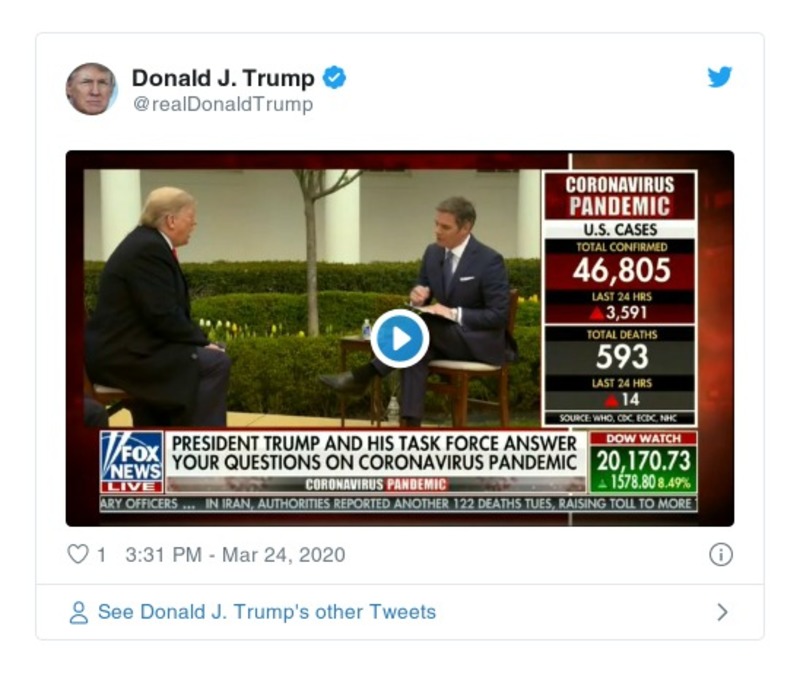 Donald J. Trump
@realDonaldTrump
CORONAVIRUS
PANDEMIC
U.S. CASES
TOTAL CONFIRMED
46,805
LAST 24 HRS
3,591
TOTAL DEATHS
593
LAST 24 HRS
14
SOURCE: WHO, CDC, ECDC, NHC
FOX
NEWS
LIVE
PRESIDENT TRUMP AND HIS TASK FORCE ANSWER
YOUR QUESTIONS ON CORONAVIRUS PANDEMIC
CORONAVIRUS PANDEMIC
DOW WATCH
20,170.73
1578.80 8.49%
ARY OFFICERS ... IN IRAN, AUTHORITIES REPORTED ANOTHER 122 DEATHS TUES, RAISING TOLL TO MORE
1 3:31 PM - Mar 24, 2020
See Donald J. Trump's other Tweets